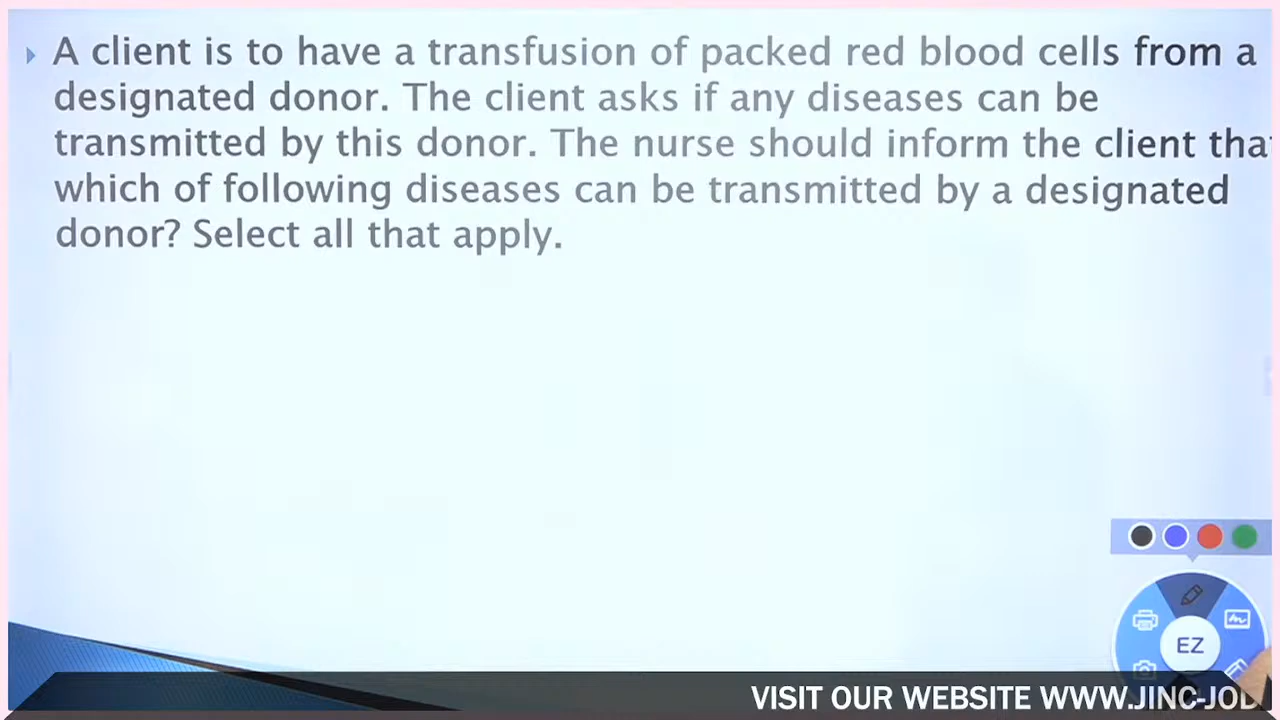 A client is to have a transfusion of packed red blood cells from a
designated donor. The client asks if any diseases can be
transmitted by this donor. The nurse should inform the client tha
which of following diseases can be transmitted by a designated
donor? Select all that apply.
EZ
VISIT OUR WEBSITE WWW.JINC-JOD